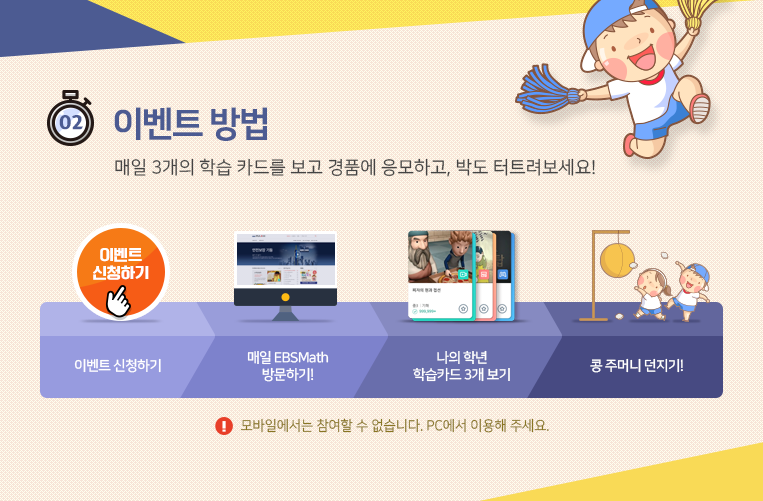 02
이벤트 방법
매일 3개의 학습 카드를 보고 경품에 응모하고, 박도 터트려보세요!
이벤트
신청하기
이벤트 신청하기
매일 EBSMath
방문하기!
나의 학년
학습카드 3개 보기
콩 주머니 던지기!
모바일에서는 참여할 수 없습니다. PC에서 이용해 주세요.